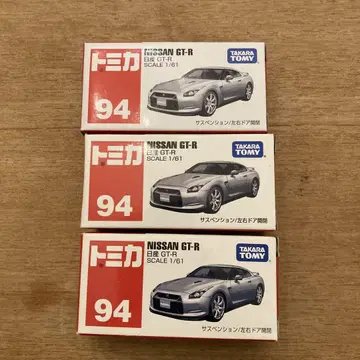 トミカ
94
NISSAN GT-R
日産 GT-R
SCALE 1/61
TAKARA
TOMY
サスペンション/左右ドア開閉
トミカ
94
NISSAN GT-R
日産 GT-R
SCALE 1/61
TAKARA
TOMY
サスペンション/左右ドア開閉
トミカ
94
NISSAN GT-R
日産 GT-R
SCALE 1/61
TAKARA
TOMY
サスペンション/左右ドア開閉